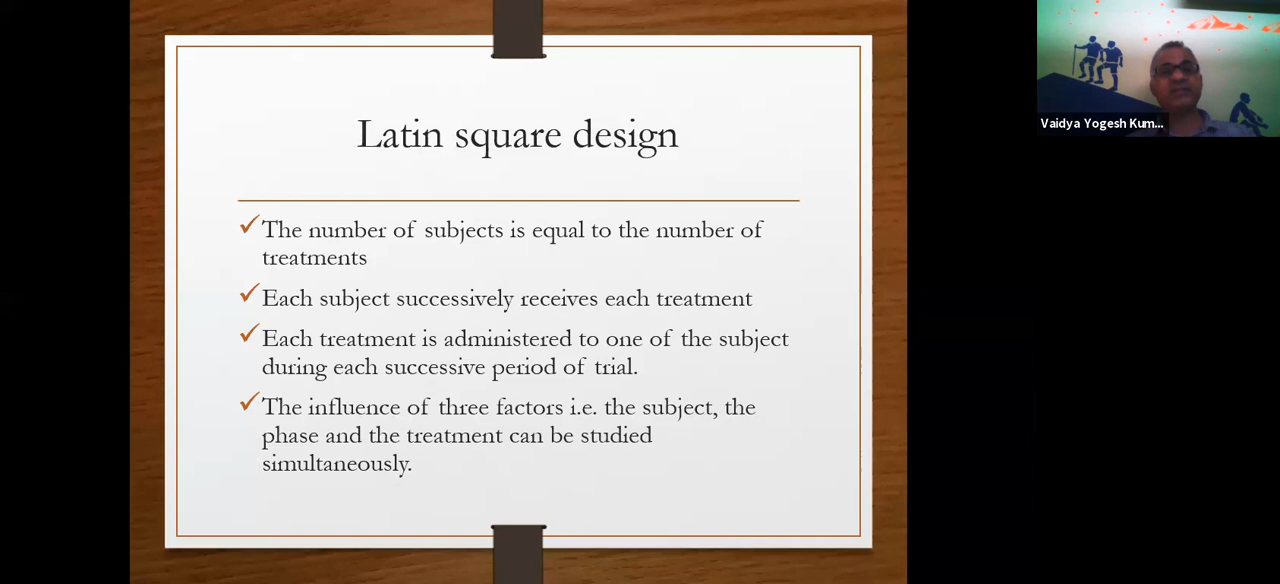 Latin square design
✓The number of subjects is equal to the number of
treatments
✓Each subject successively receives each treatment
✓Each treatment is administered to one of the subject
during each successive period of trial.
✓The influence of three factors i.e. the subject, the
phase and the treatment can be studied
simultaneously.
Vaidya Yogesh Kum...